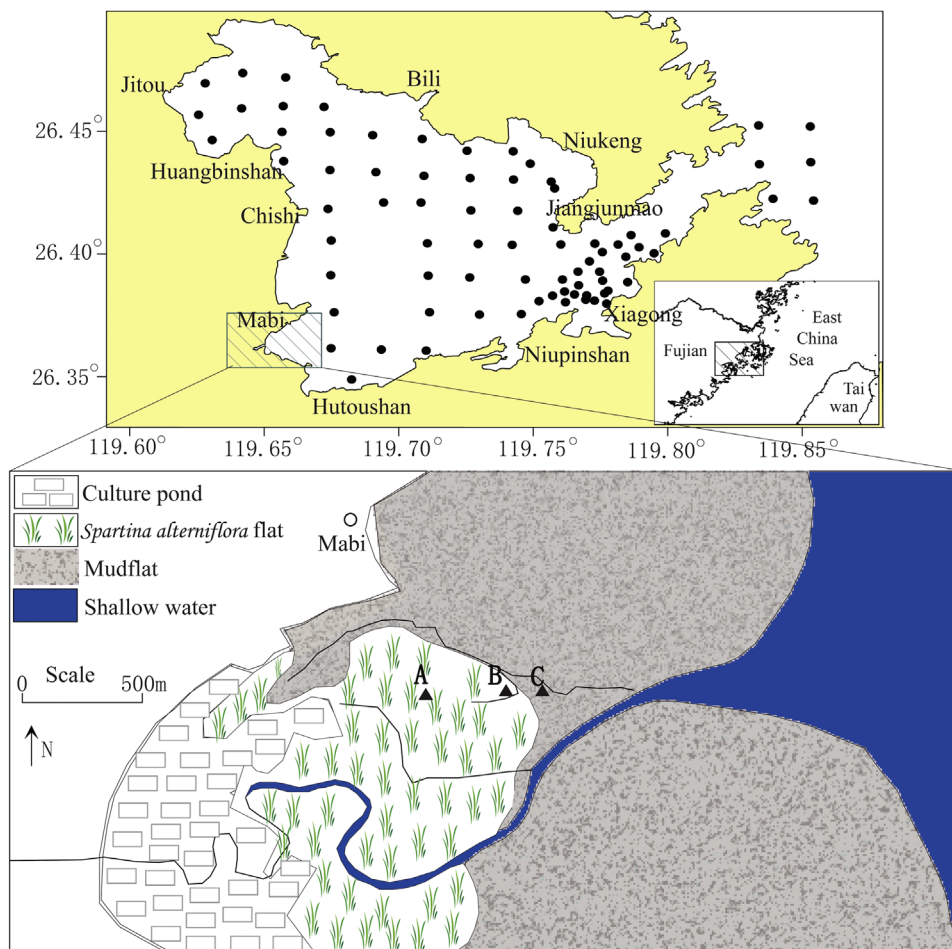 Jitou
Bili
26.45°
Niukeng
Huangbinshan
Chishi
Jiangjunmao
26.40°
Mabi
Xiagong
East
China
Sea
Fujian
Niupinshan
26.35°
Tai
wan
Hutoushan
119.60° 119.65° 119.70° 119.75° 119.80° 119.85°
Culture pond
Spartina alterniflora flat
Mabi
Mudflat
Shallow water
Scale
0 500m
A B C
N